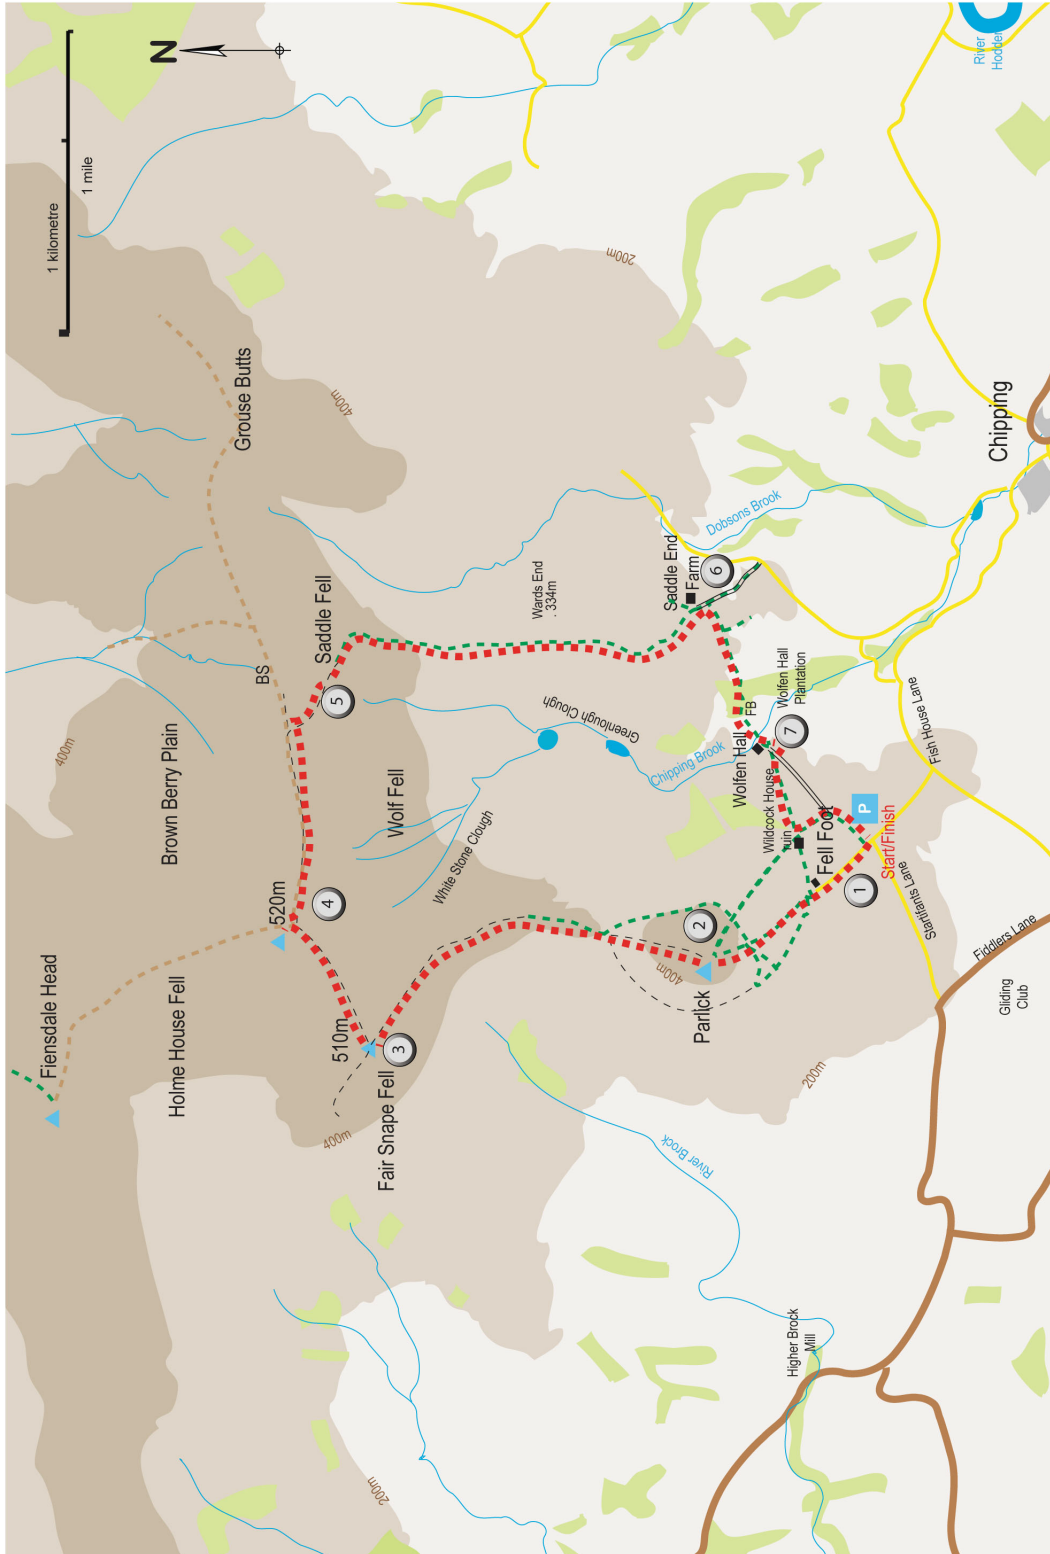 N
1 kilometre
1 mile
Fiensdale Head
Holme House Fell
Brown Berry Plain
400m
Grouse Butts
400m
BS
520m
4
510m
3
Fair Snape Fell
400m
Saddle Fell
5
Wolf Fell
White Stone Clough
Greenlough Clough
Wards End
. 334m
200m
River Brock
Parlick
400m
2
Saddle End
Farm
6
Dobsons Brook
Chipping Brook
Wolfen Hall
FB
Wolfen Hall
Plantation
7
Wildcock House
ruin
Fell Foot
P
Start/Finish
1
Startifants Lane
Fish House Lane
Fiddlers Lane
Gliding
Club
200m
Higher Brock
Mill
200m
Chipping
River
Hodder